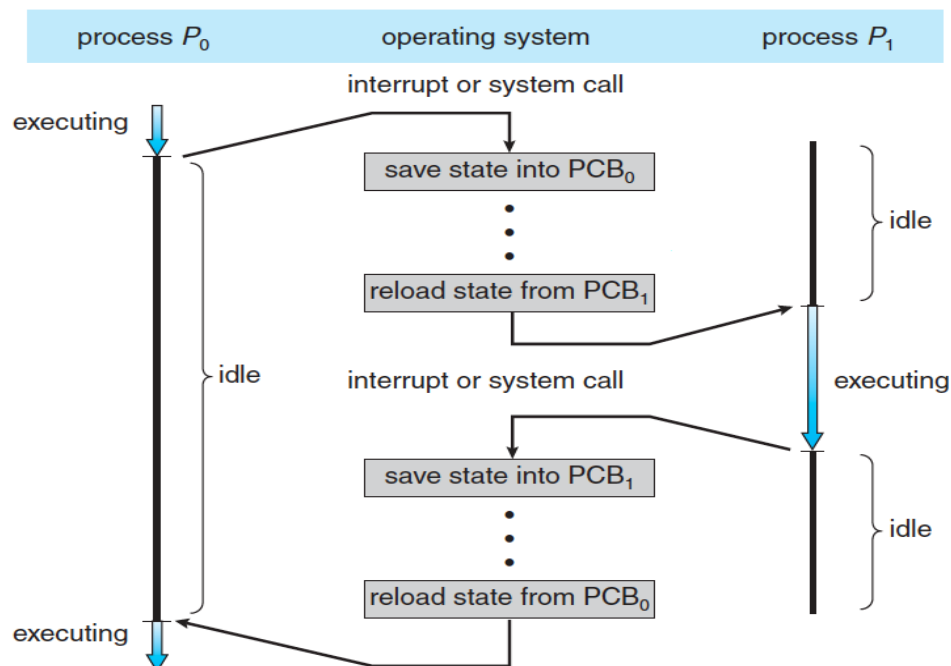 process P₀ operating system process P₁
interrupt or system call
executing
save state into PCB₀
idle
reload state from PCB₁
idle
interrupt or system call
executing
save state into PCB₁
idle
reload state from PCB₀
executing